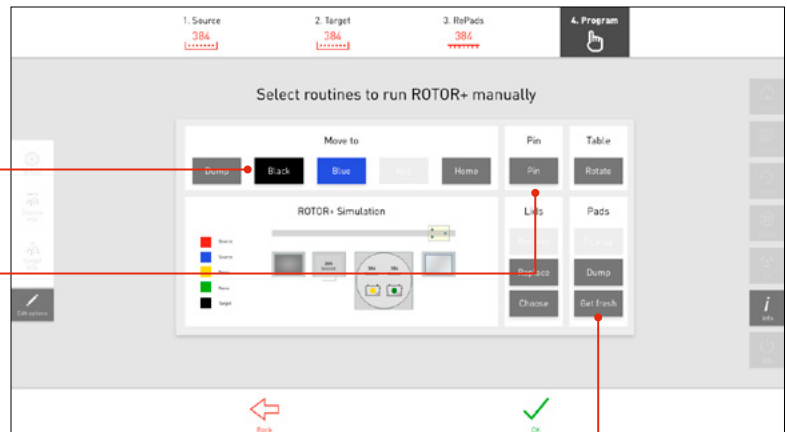 1. Source
384
2. Target
384
3. RePads
384
4. Program
Select routines to run ROTOR+ manually
Move to
Dump
Black
Blue
Home
Pin
Pin
Table
Rotate
ROTOR+ Simulation
Source
Source
Target
384
384
384
Lids
Replace
Choose
Pads
Dump
Get fresh
Edit options
i
Info
Back
OK